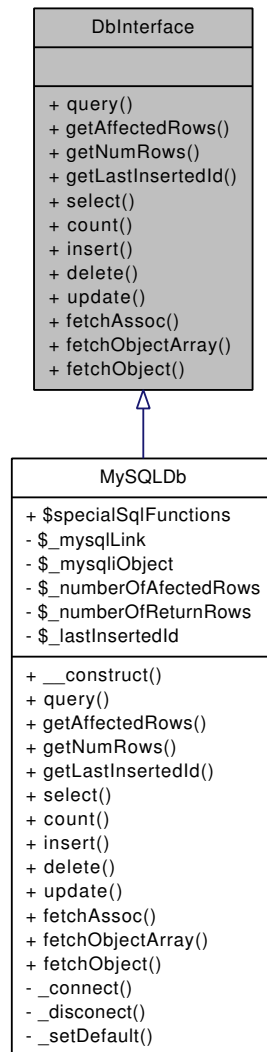 DbInterface
+ query()
+ getAffectedRows()
+ getNumRows()
+ getLastInsertedId()
+ select()
+ count()
+ insert()
+ delete()
+ update()
+ fetchAssoc()
+ fetchObjectArray()
+ fetchObject()
MySQLDb
+ $specialSqlFunctions
- $_mysqlLink
- $_mysqliObject
- $_numberOfAfectedRows
- $_numberOfReturnRows
- $_lastInsertedId
+ __construct()
+ query()
+ getAffectedRows()
+ getNumRows()
+ getLastInsertedId()
+ select()
+ count()
+ insert()
+ delete()
+ update()
+ fetchAssoc()
+ fetchObjectArray()
+ fetchObject()
- _connect()
- _disconect()
- _setDefault()